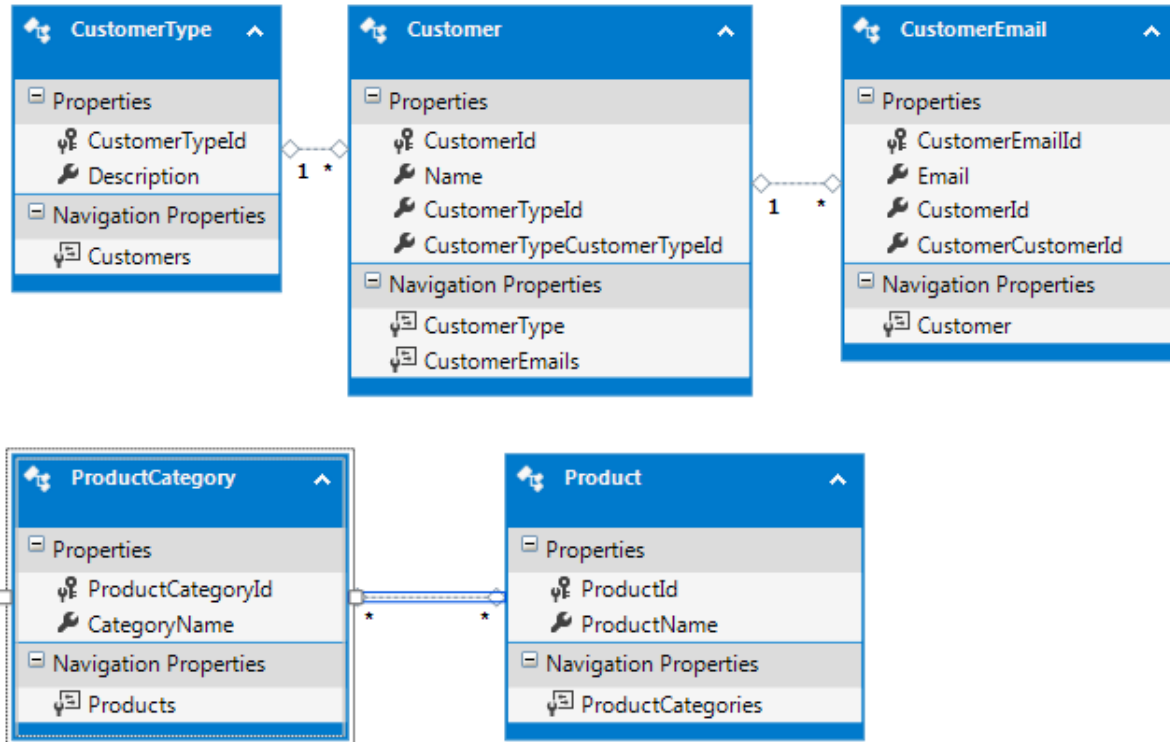 CustomerType
Properties
CustomerTypeId
Description
Navigation Properties
Customers
1 *
Customer
Properties
CustomerId
Name
CustomerTypeId
CustomerTypeCustomerTypeId
Navigation Properties
CustomerType
CustomerEmails
1 *
CustomerEmail
Properties
CustomerEmailId
Email
CustomerId
CustomerCustomerId
Navigation Properties
Customer
ProductCategory
Properties
ProductCategoryId
CategoryName
Navigation Properties
Products
* *
Product
Properties
ProductId
ProductName
Navigation Properties
ProductCategories